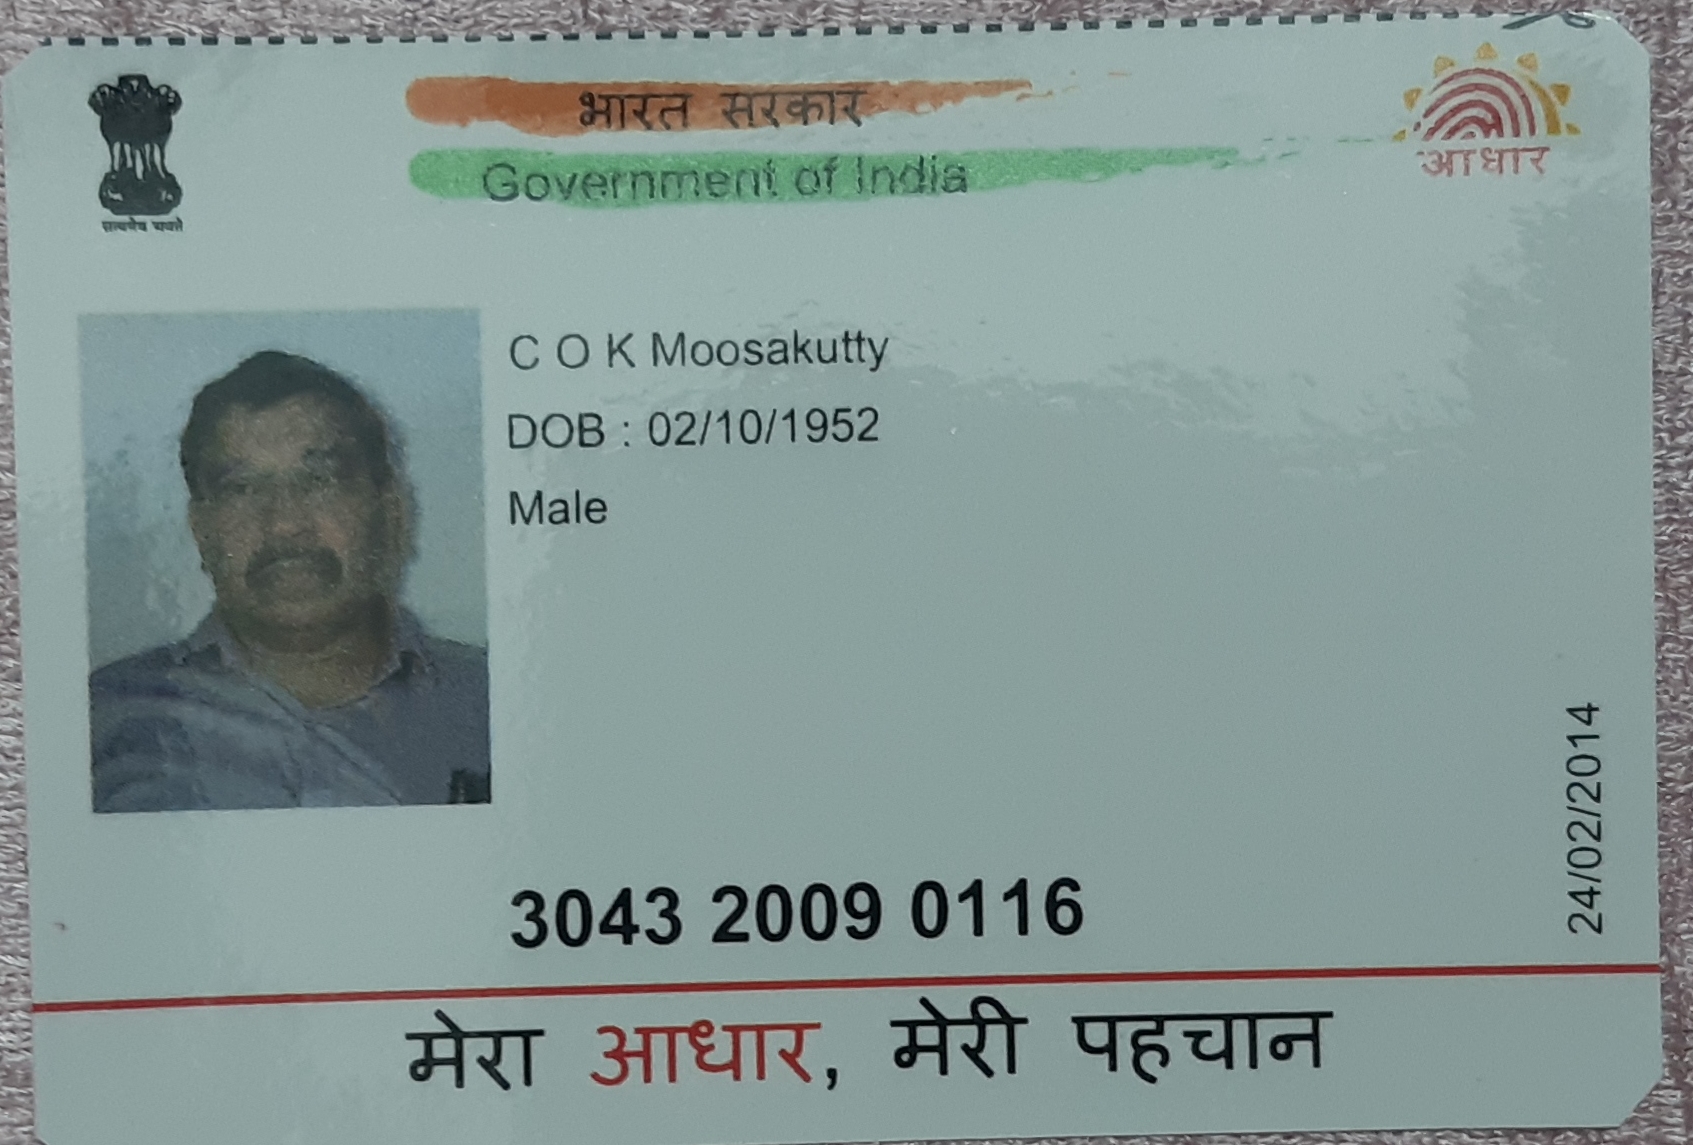 भारत सरकार
Government of India
आधार
सत्यमेव जयते
C O K Moosakutty
DOB : 02/10/1952
Male
24/02/2014
3043 2009 0116
मेरा आधार, मेरी पहचान